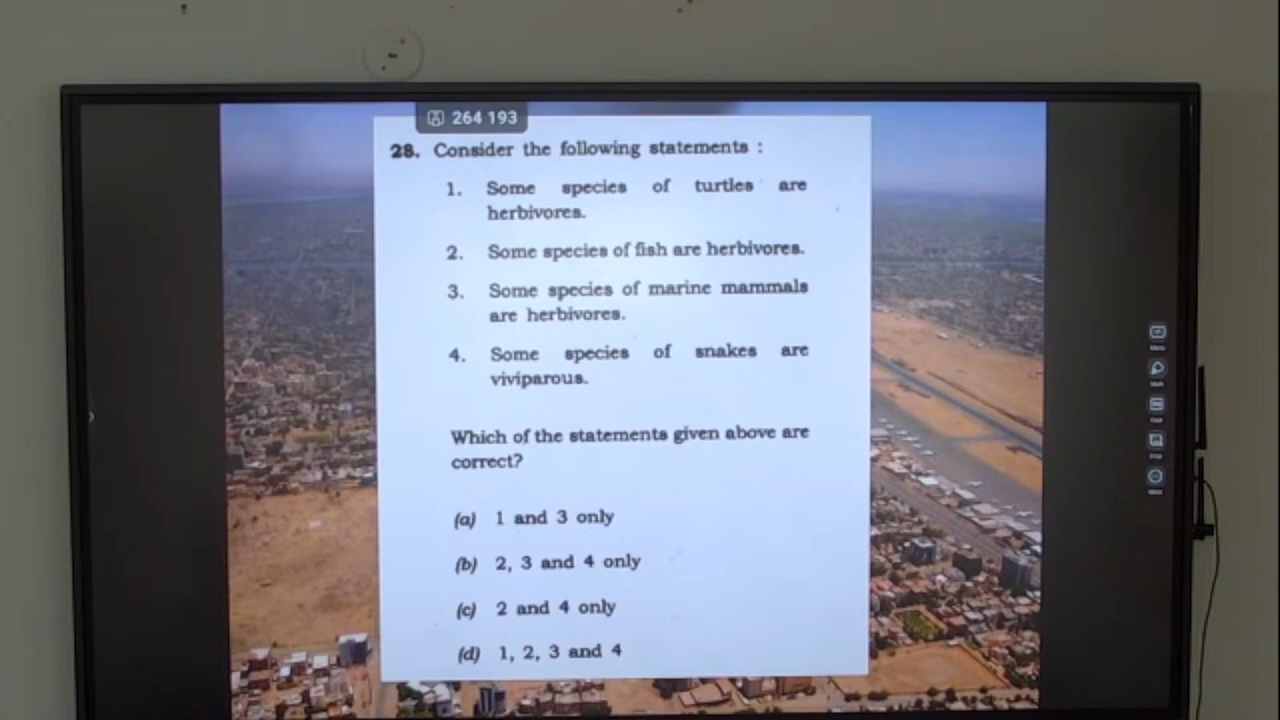 264 193
28. Consider the following statements :
1. Some species of turtles are
herbivores.
2. Some species of fish are herbivores.
3. Some species of marine mammals
are herbivores.
4. Some species of snakes are
viviparous.
Which of the statements given above are
correct?
(a) 1 and 3 only
(b) 2, 3 and 4 only
(c) 2 and 4 only
(d) 1, 2, 3 and 4